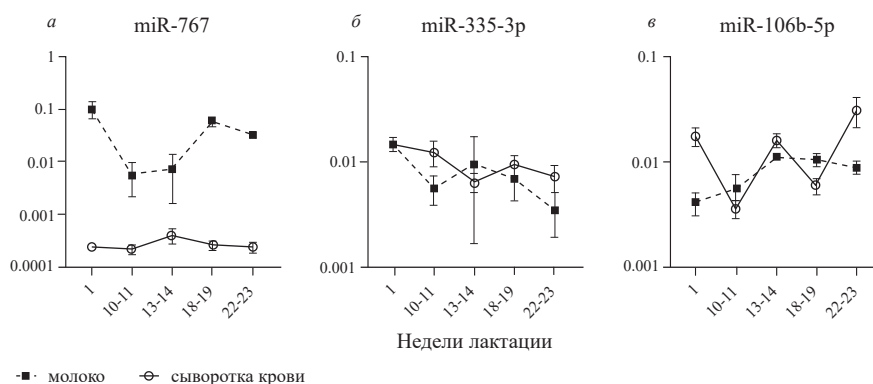 а miR-767
1
0.1
0.01
0.001
0.0001
1 10-11 13-14 18-19 22-23
б miR-335-3p
0.1
0.01
0.001
1 10-11 13-14 18-19 22-23
в miR-106b-5p
0.1
0.01
0.001
1 10-11 13-14 18-19 22-23
Недели лактации
молоко сыворотка крови